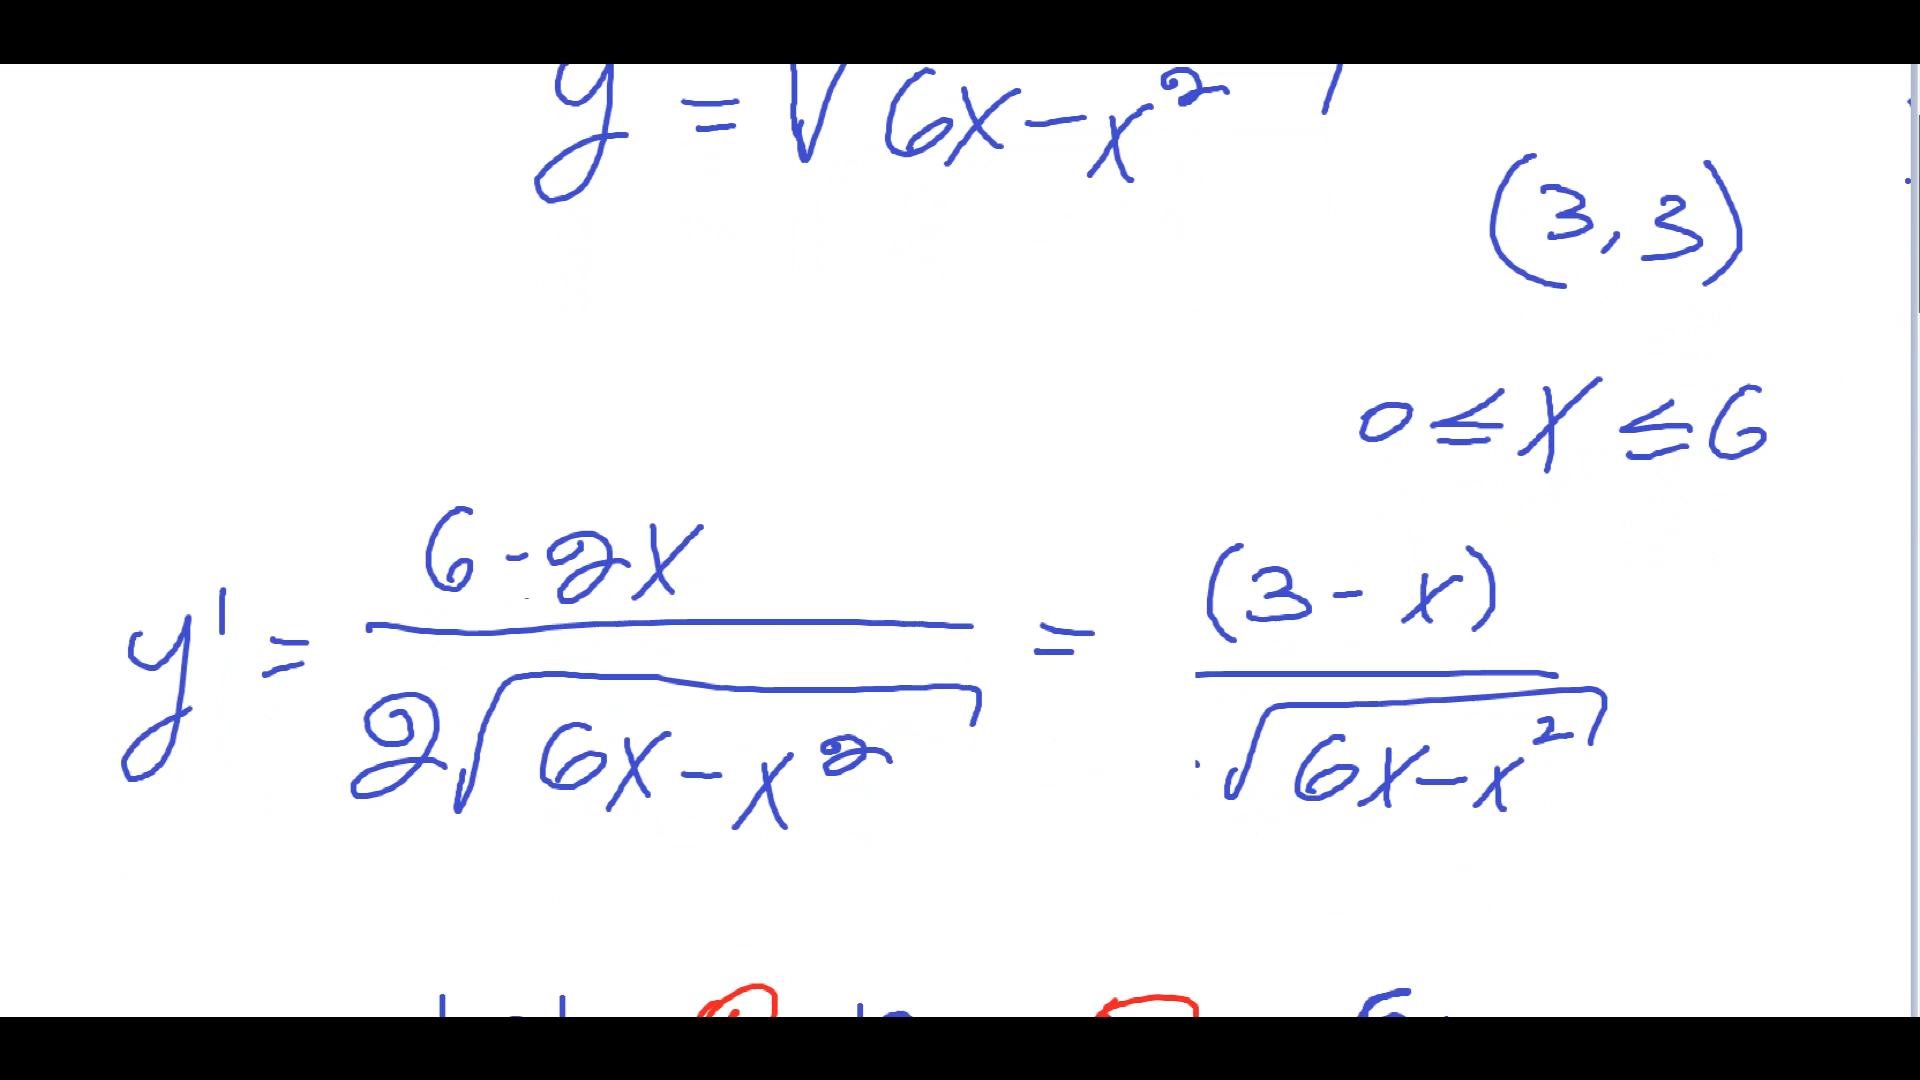 y = √6x-x²
(3, 3)
0 ≤ x ≤ 6
y' = 6-2x / 2√6x-x² = (3-x) / √6x-x²